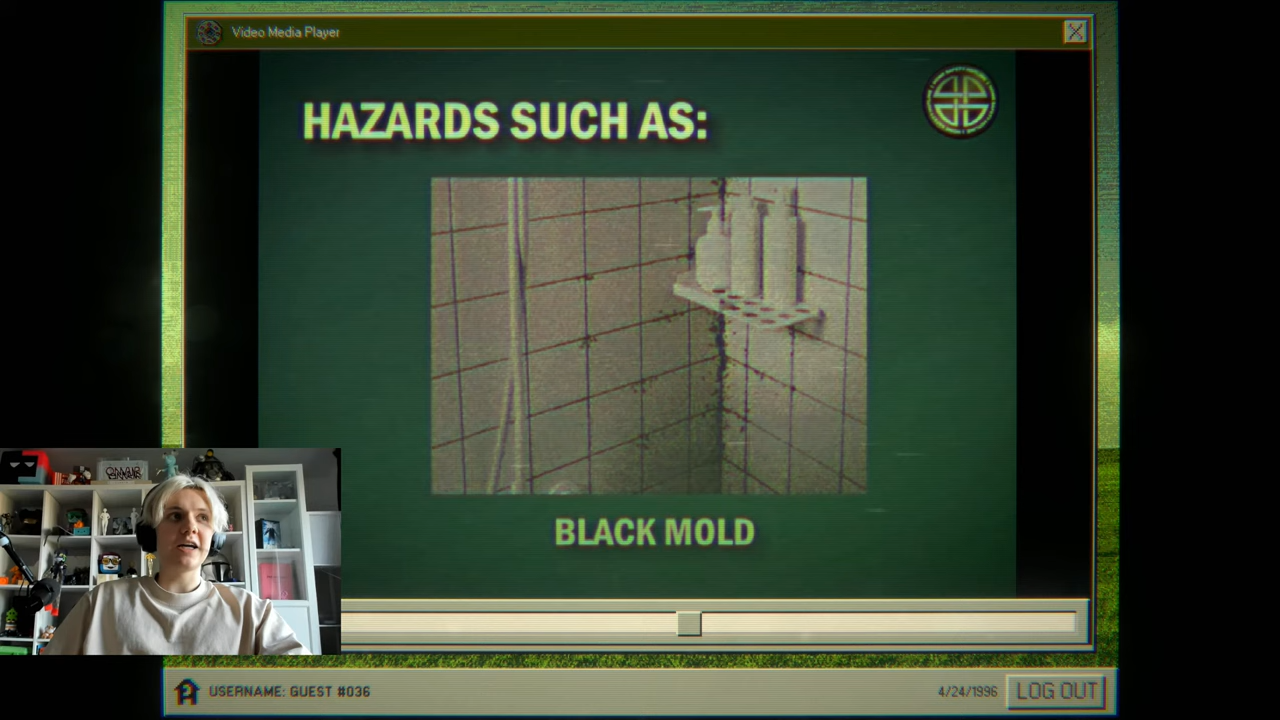 Video Media Player
HAZARDS SUCH AS:
BLACK MOLD
USERNAME: GUEST #036
4/24/1996
LOG OUT